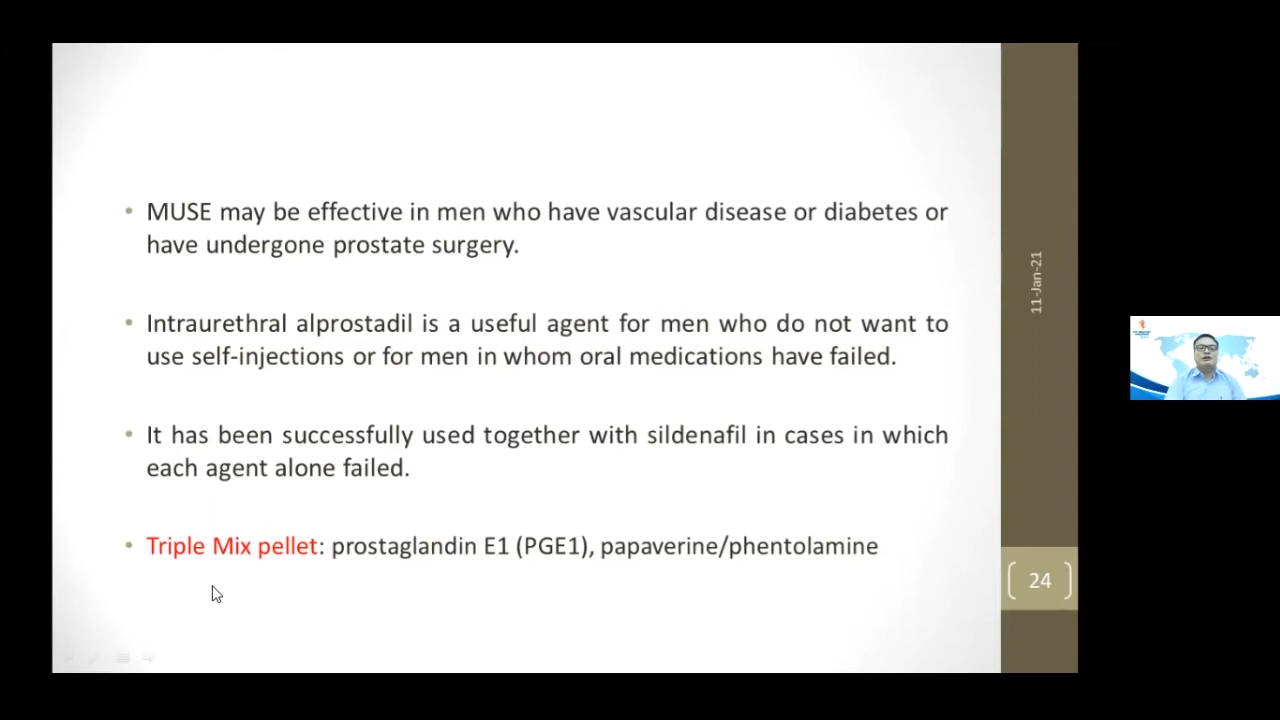 • MUSE may be effective in men who have vascular disease or diabetes or
have undergone prostate surgery.
• Intraurethral alprostadil is a useful agent for men who do not want to
use self-injections or for men in whom oral medications have failed.
• It has been successfully used together with sildenafil in cases in which
each agent alone failed.
• Triple Mix pellet: prostaglandin E1 (PGE1), papaverine/phentolamine
11-Jan-21
24